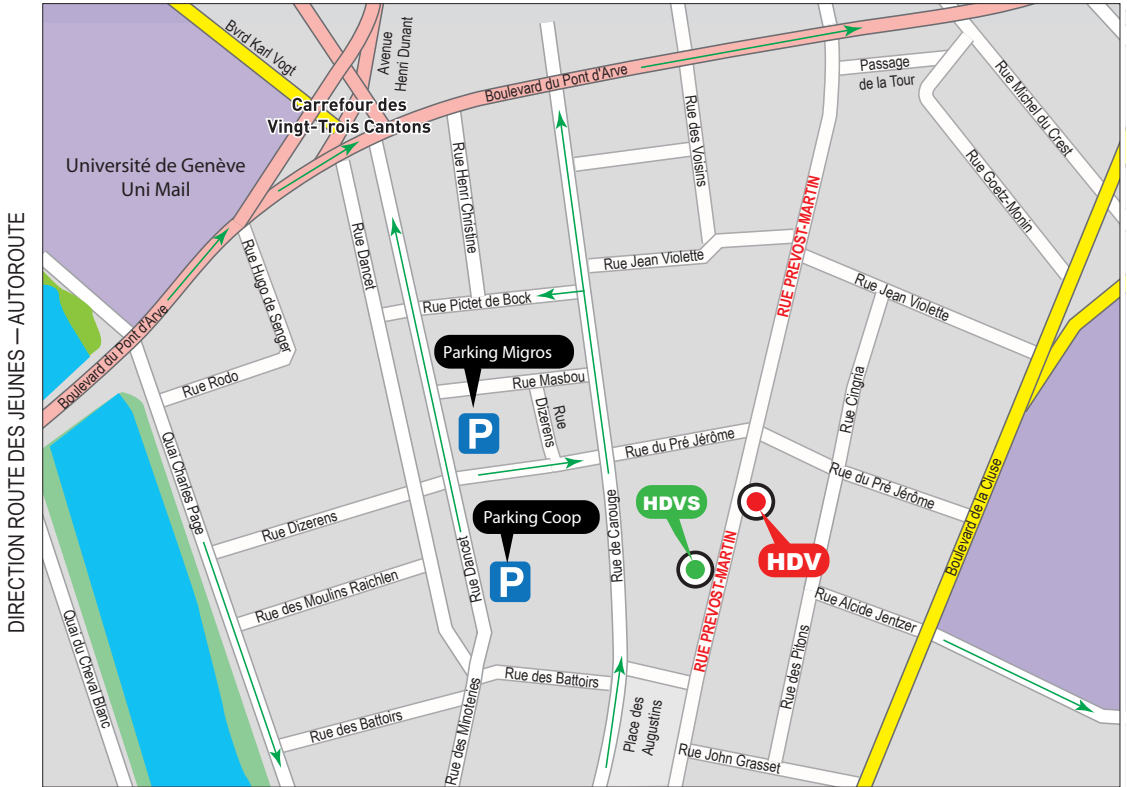 Bvrd Karl Vogt
Avenue
Henri Dunant
Carrefour des
Vingt-Trois Cantons
Boulevard du Pont d'Arve
Passage
de la Tour
Rue Michel du Crest
Rue Goetz-Monin
Université de Genève
Uni Mail
Rue des Voisins
Rue Henri Christine
RUE PREVOST-MARTIN
DIRECTION ROUTE DES JEUNES – AUTOROUTE
Rue Dancet
Rue Hugo de Senger
Rue Jean Violette
Rue Jean Violette
Rue Pictet de Bock
Boulevard du Pont d'Arve
Parking Migros
Rue Rodo
Rue Masbou
Rue
Dizerens
Rue Cingria
P
Rue du Pré Jérôme
Rue du Pré Jérôme
Quai Charles Page
Rue Dizerens
Parking Coop
HDVS
HDV
Boulevard de la Cluse
Rue de Carouge
Rue Dancet
P
Rue des Moulins Raichlen
RUE PREVOST-MARTIN
Rue Alcide Jentzer
Quai du Cheval Blanc
Rue des Pitons
Rue des Battoirs
Rue des Battoirs
Rue des Minoteries
Place des
Augustins
Rue John Grasset